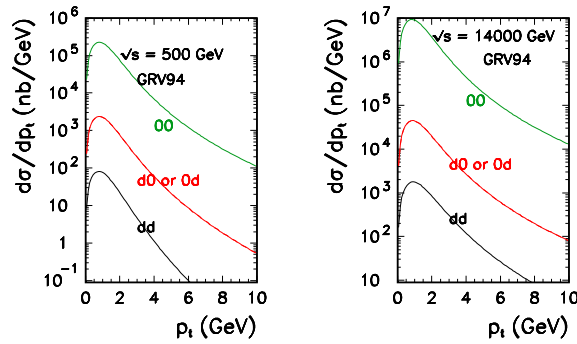 10^6
10^5
10^4
10^3
10^2
10
1
10^-1
dσ/dp_t (nb/GeV)
√s = 500 GeV
GRV94
00
d0 or 0d
dd
0 2 4 6 8 10
p_t (GeV)
10^7
10^6
10^5
10^4
10^3
10^2
10
dσ/dp_t (nb/GeV)
√s = 14000 GeV
GRV94
00
d0 or 0d
dd
0 2 4 6 8 10
p_t (GeV)